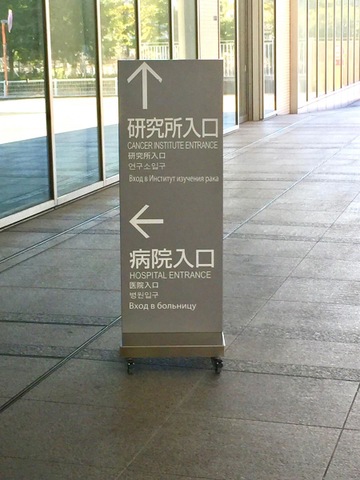 研究所入口
CANCER INSTITUTE ENTRANCE
研究所入口
연구소입구
Вход в Институт изучения рака
病院入口
HOSPITAL ENTRANCE
医院入口
병원입구
Вход в больницу